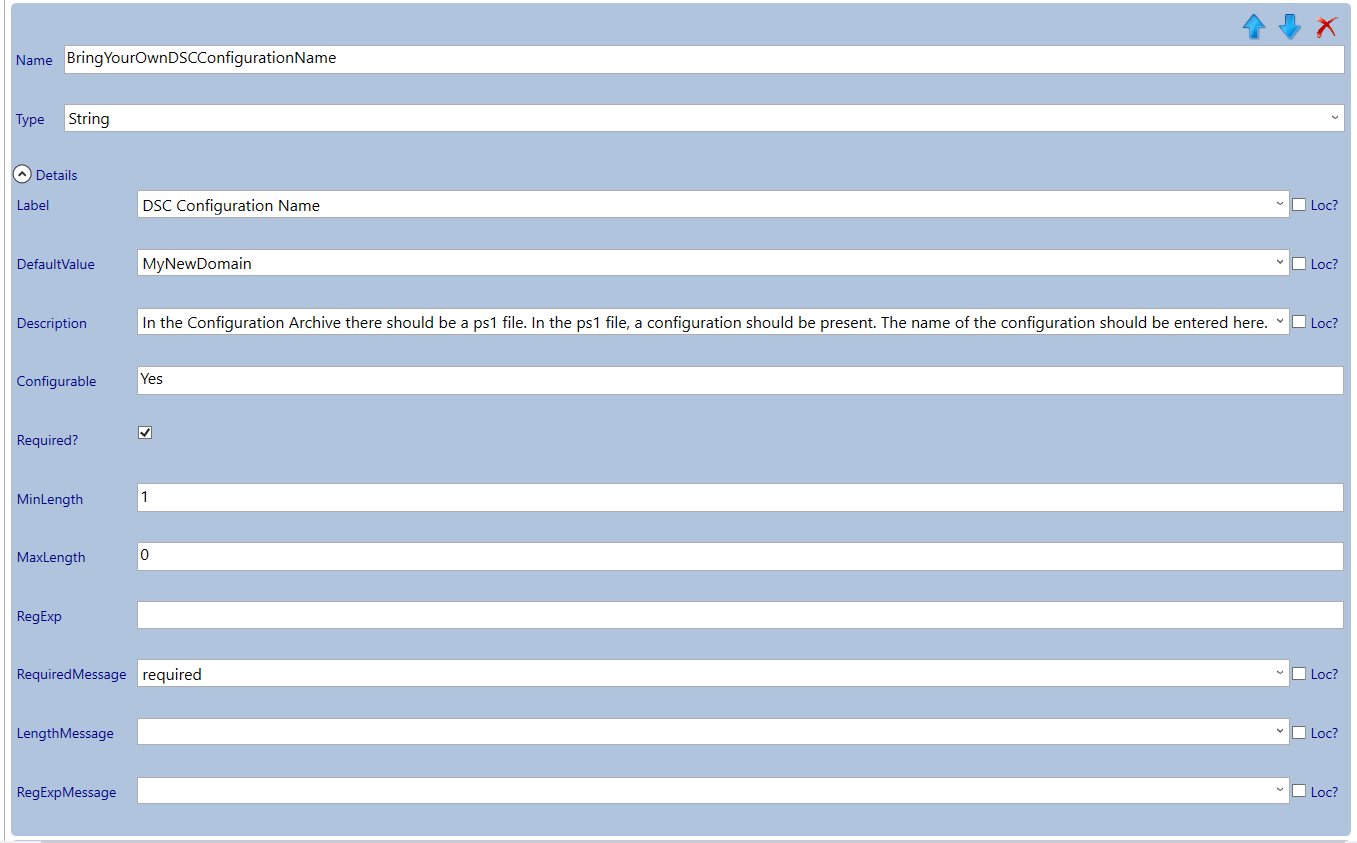 Name BringYourOwnDSCConfigurationName
Type String
Details
Label DSC Configuration Name Loc?
DefaultValue MyNewDomain Loc?
Description In the Configuration Archive there should be a ps1 file. In the ps1 file, a configuration should be present. The name of the configuration should be entered here. Loc?
Configurable Yes
Required?
MinLength 1
MaxLength 0
RegExp
RequiredMessage required Loc?
LengthMessage Loc?
RegExpMessage Loc?